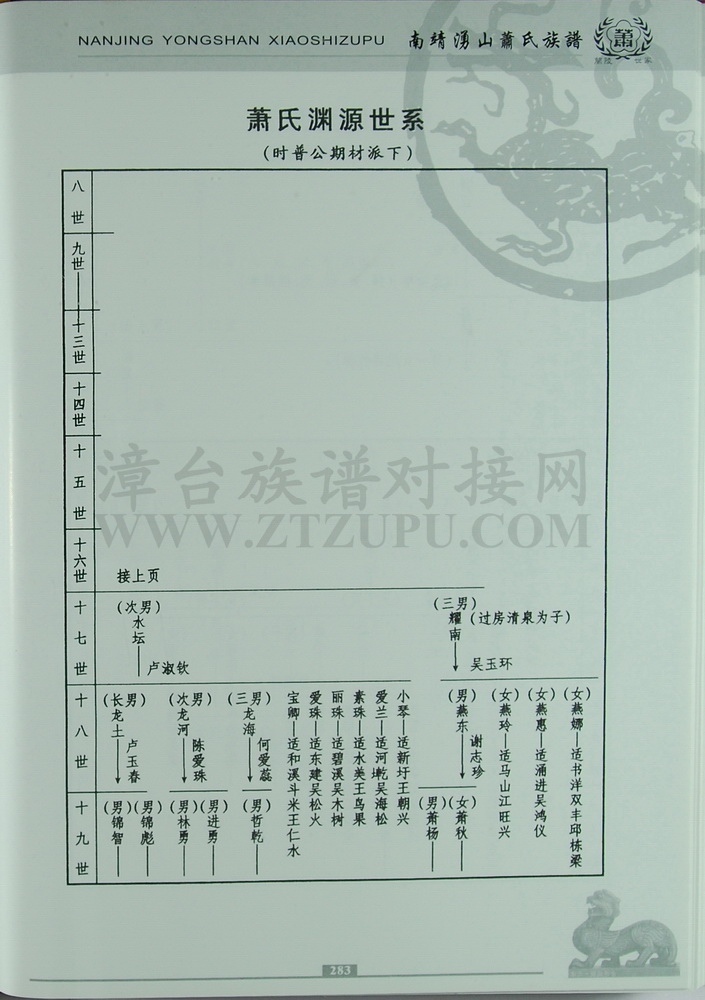 NANJING YONGSHAN XIAOSHIZUPU 南靖湧山蕭氏族譜
蕭
蘭陵 世家
萧氏渊源世系
(时普公期材派下)
八世
九世
十三世
十四世
十五世
十六世
接上页
十七世
(次男)水坛
卢淑钦
(三男)耀南(过房清泉为子)
吴玉环
十八世
(长男)龙土
卢玉春
(次男)龙河
陈爱珠
(三男)龙海
何爱蕊
宝卿—适和溪斗米王仁水
爱珠—适东建吴松火
丽珠—适碧溪吴木树
素珠—适水美王鸟果
爱兰—适河乾吴海松
小琴—适新圩王朝兴
(男)燕东
谢志珍
(女)燕玲—适马山江旺兴
(女)燕惠—适涌进吴鸿仪
(女)燕娜—适书洋双丰邱栋梁
十九世
(男)锦智
(男)锦彪
(男)林勇
(男)进勇
(男)哲乾
(男)萧杨
(女)萧秋
漳台族谱对接网
WWW.ZTZUPU.COM
283